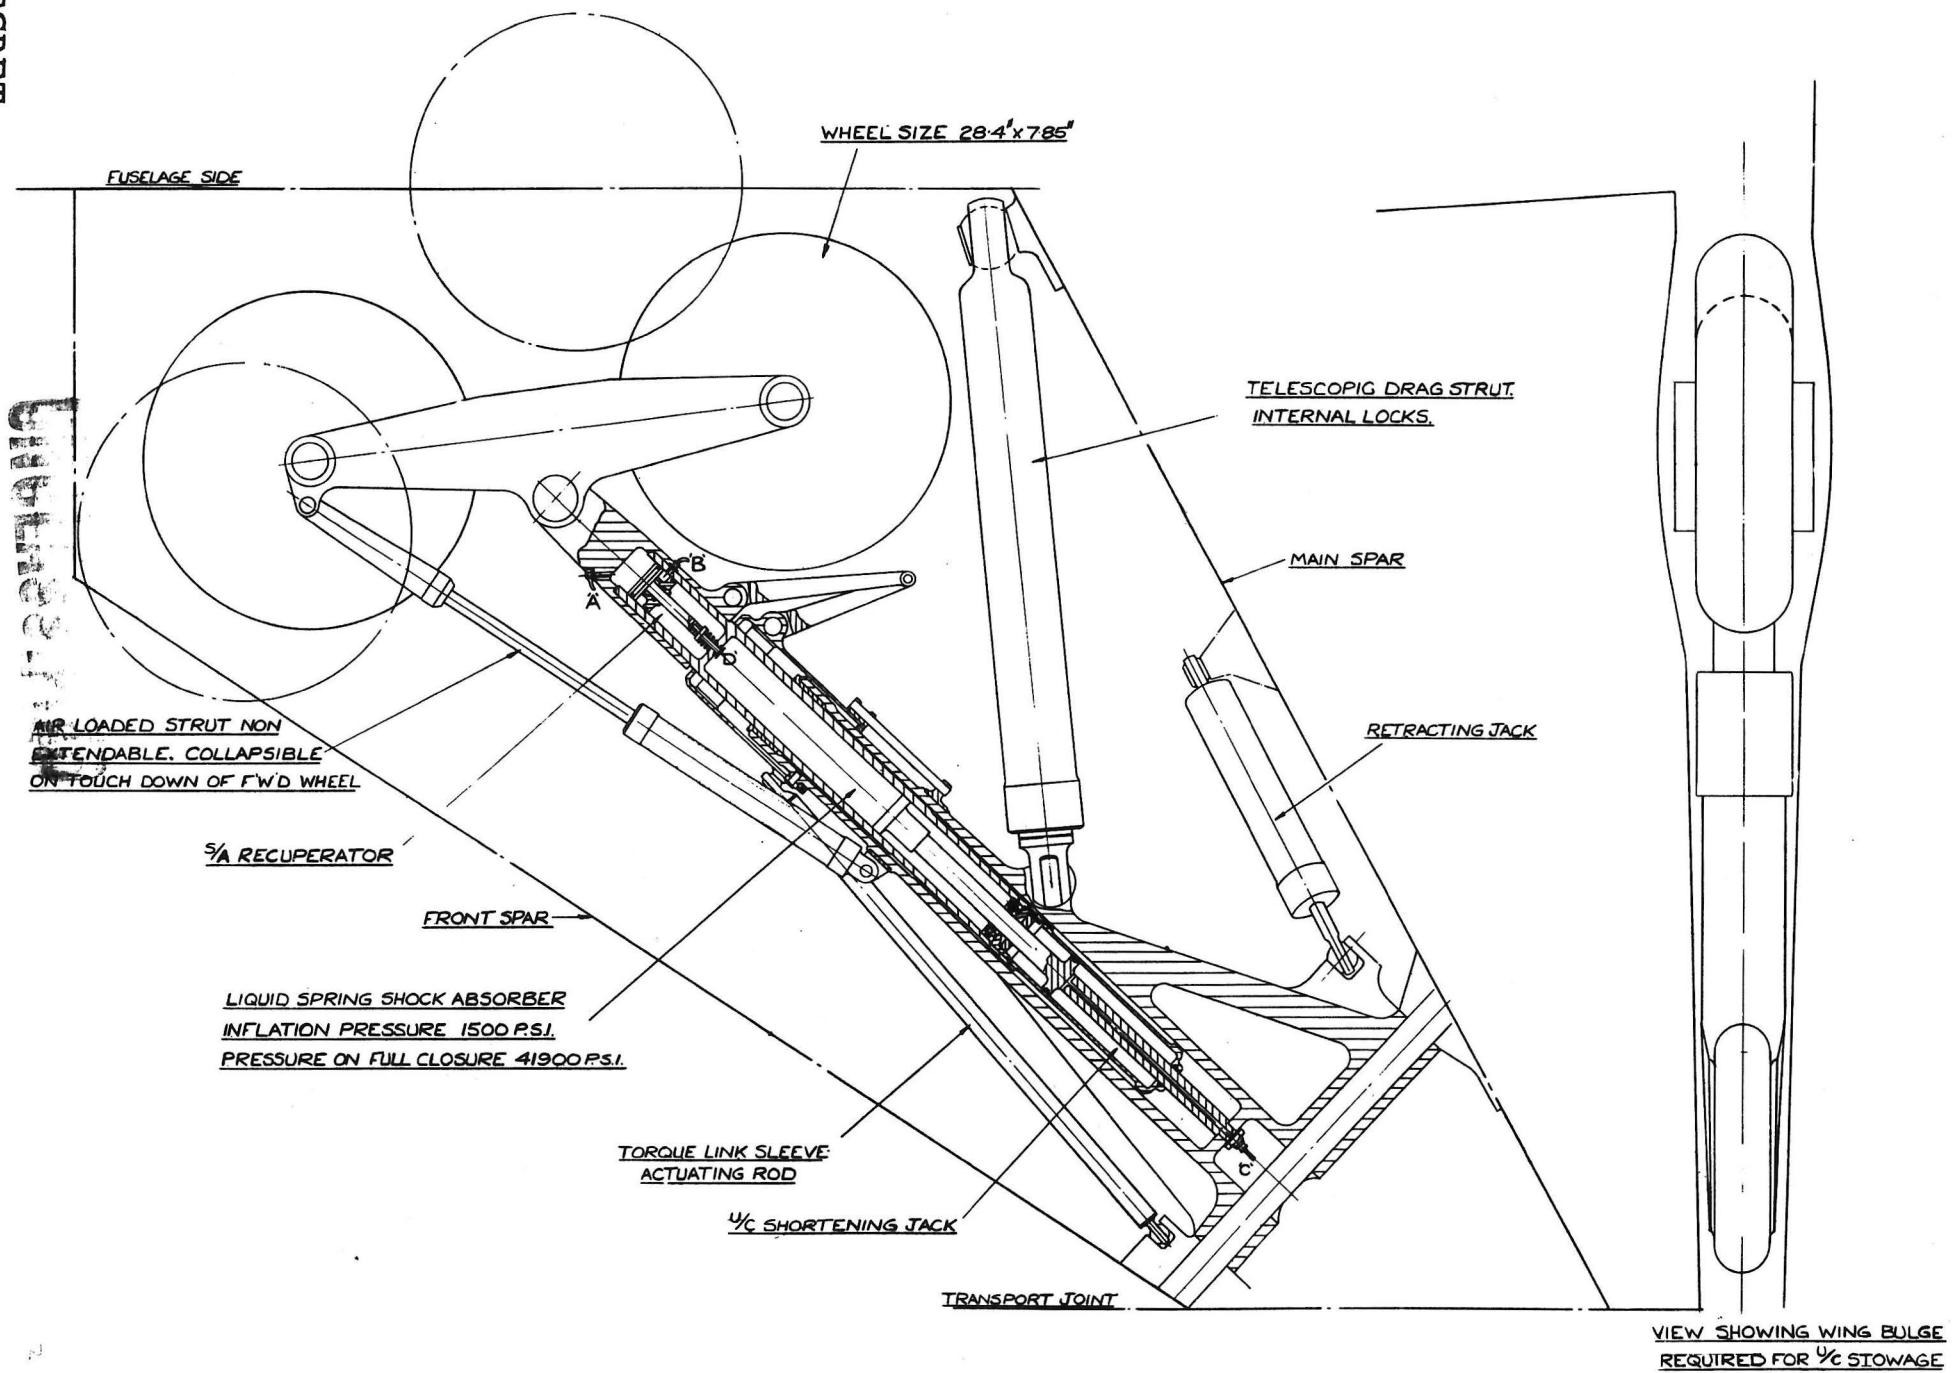 WHEEL SIZE 28·4"x7·85"
FUSELAGE SIDE
TELESCOPIC DRAG STRUT.
INTERNAL LOCKS.
MAIN SPAR
'B'
'A'
'D'
AIR LOADED STRUT NON
EXTENDABLE. COLLAPSIBLE
ON TOUCH DOWN OF F'W'D WHEEL
RETRACTING JACK
S/A RECUPERATOR
FRONT SPAR
LIQUID SPRING SHOCK ABSORBER
INFLATION PRESSURE 1500 P.S.I.
PRESSURE ON FULL CLOSURE 41900 P.S.I.
TORQUE LINK SLEEVE
ACTUATING ROD
'C'
U/C SHORTENING JACK
TRANSPORT JOINT
VIEW SHOWING WING BULGE
REQUIRED FOR U/C STOWAGE